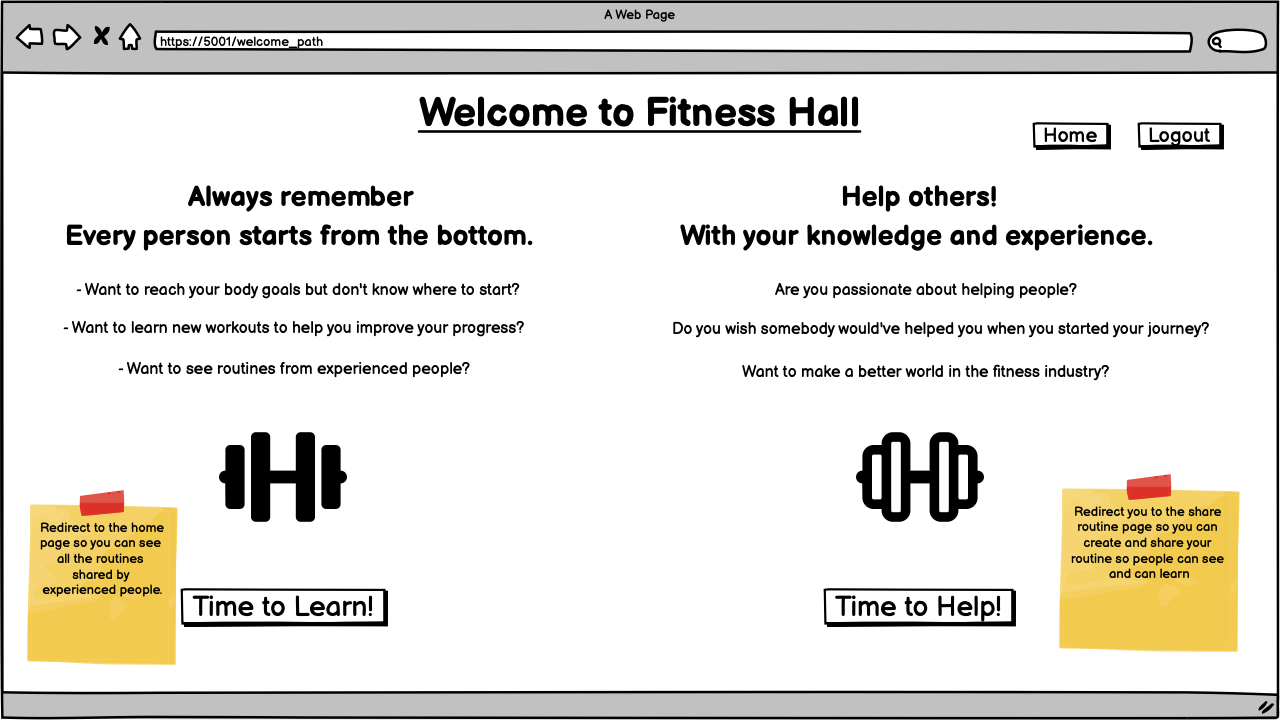 A Web Page
https://5001/welcome_path
Welcome to Fitness Hall
Home
Logout
Always remember
Every person starts from the bottom.
- Want to reach your body goals but don't know where to start?
- Want to learn new workouts to help you improve your progress?
- Want to see routines from experienced people?
Help others!
With your knowledge and experience.
Are you passionate about helping people?
Do you wish somebody would've helped you when you started your journey?
Want to make a better world in the fitness industry?
Redirect to the home
page so you can see
all the routines
shared by
experienced people.
Time to Learn!
Time to Help!
Redirect you to the share
routine page so you can
create and share your
routine so people can see
and can learn